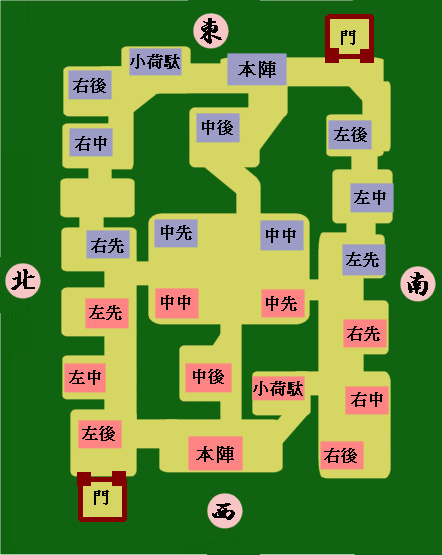 東
門
小荷駄
本陣
右後
中後
左後
右中
左中
中先
中中
右先
左先
北
南
中中
中先
左先
右先
左中
中後
小荷駄
右中
左後
本陣
右後
門
西